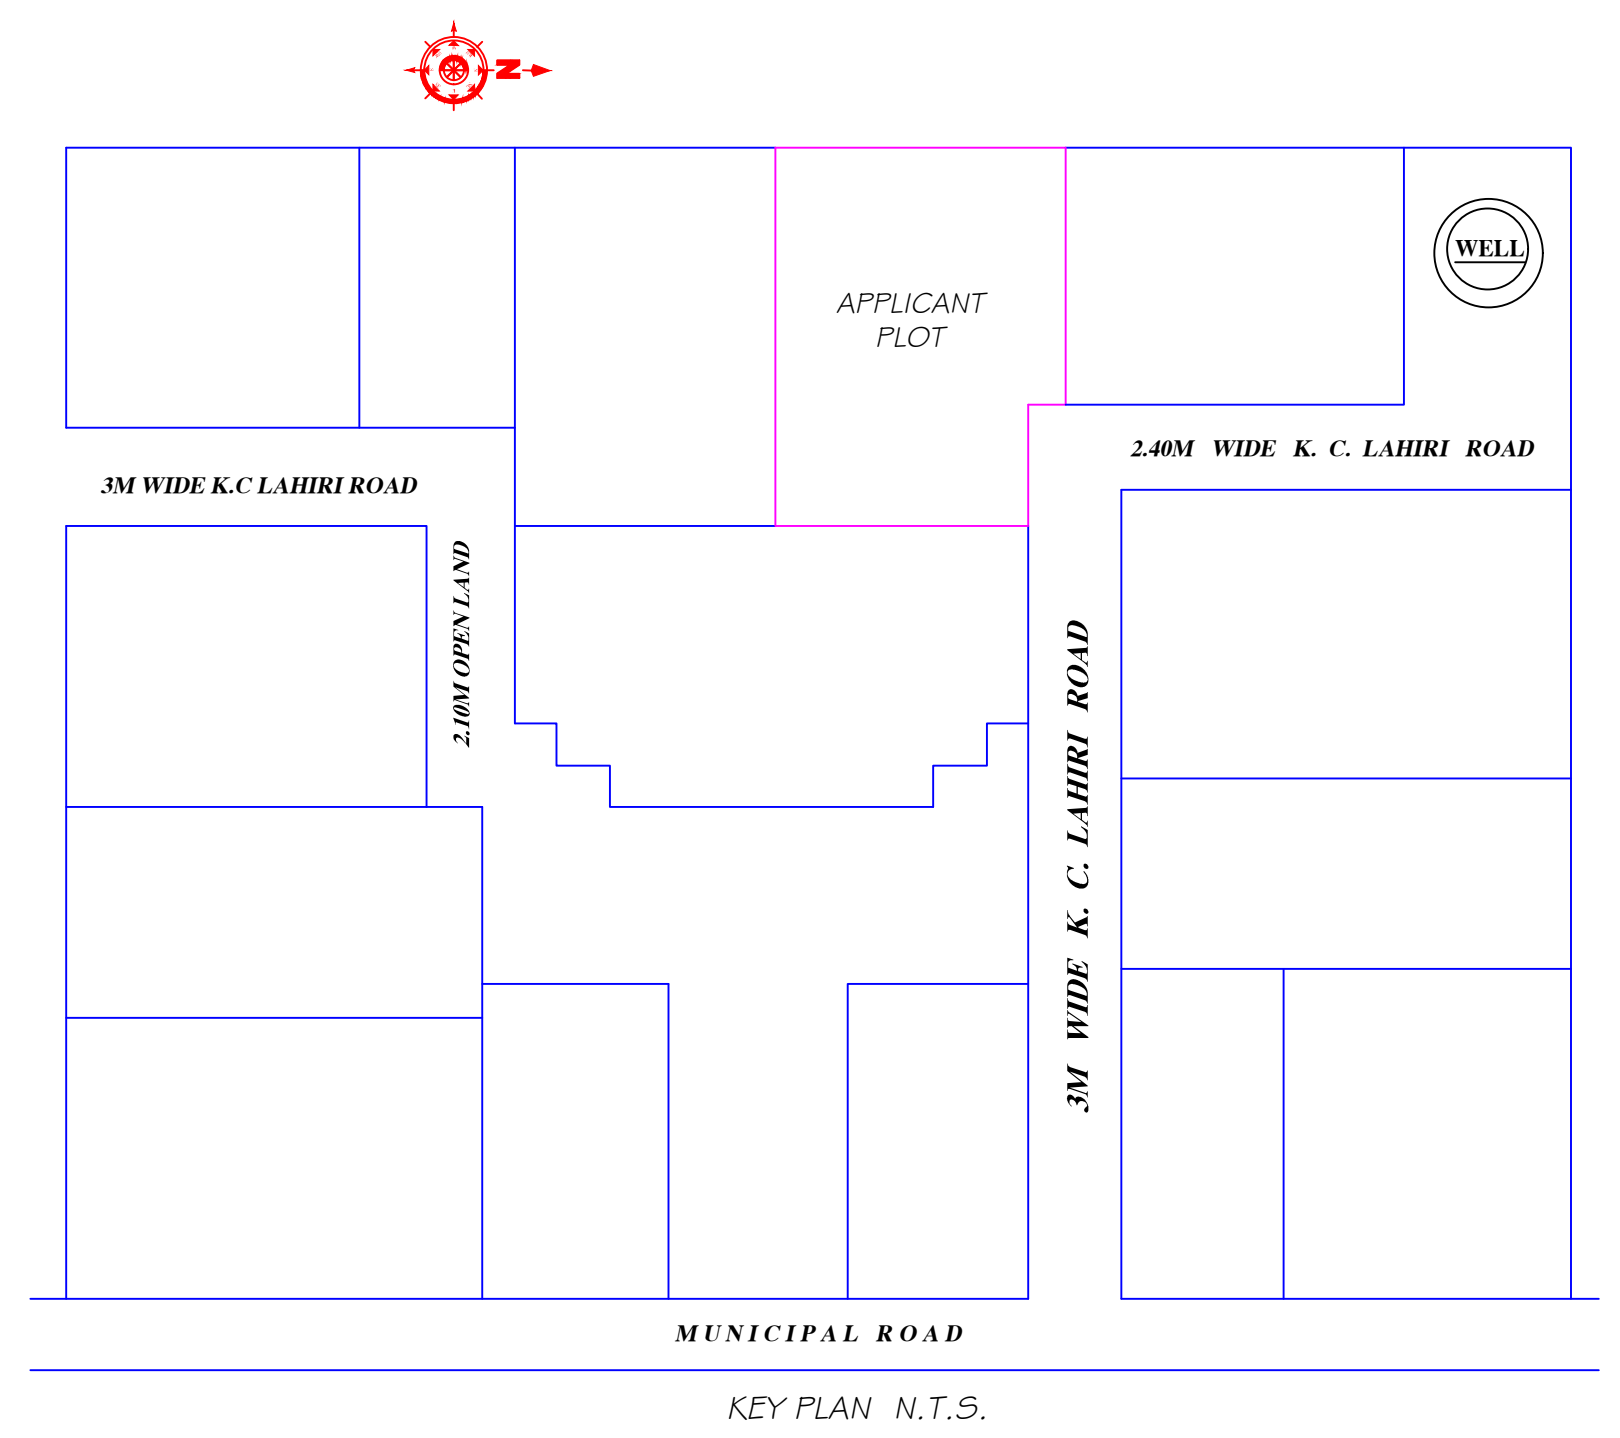 N
APPLICANT
PLOT
WELL
2.40M WIDE K. C. LAHIRI ROAD
3M WIDE K.C LAHIRI ROAD
2.10M OPEN LAND
3M WIDE K. C. LAHIRI ROAD
MUNICIPAL ROAD
KEY PLAN N.T.S.